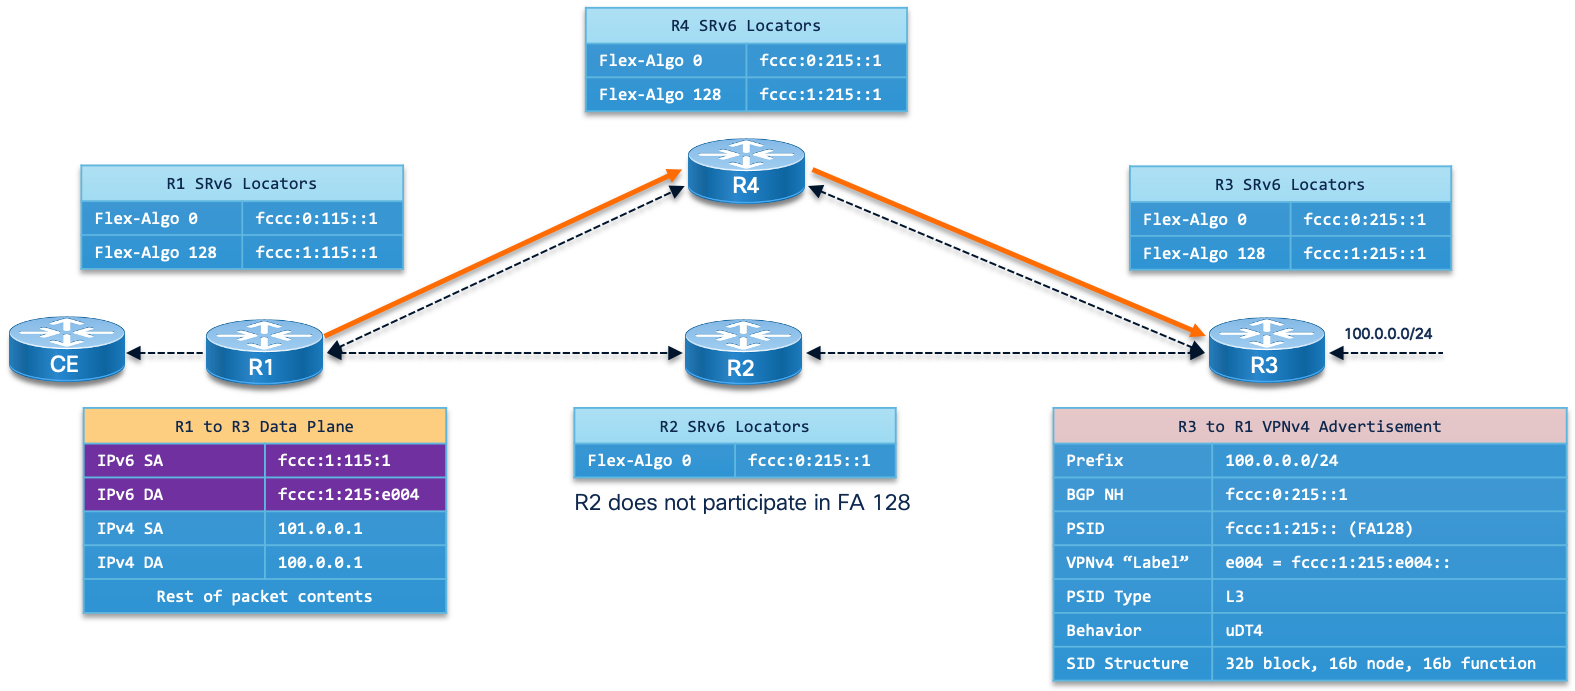 R4 SRv6 Locators
Flex-Algo 0 fccc:0:215::1
Flex-Algo 128 fccc:1:215::1
R4
R1 SRv6 Locators
Flex-Algo 0 fccc:0:115::1
Flex-Algo 128 fccc:1:115::1
R3 SRv6 Locators
Flex-Algo 0 fccc:0:215::1
Flex-Algo 128 fccc:1:215::1
CE
R1
R2
R3
100.0.0.0/24
R1 to R3 Data Plane
IPv6 SA fccc:1:115:1
IPv6 DA fccc:1:215:e004
IPv4 SA 101.0.0.1
IPv4 DA 100.0.0.1
Rest of packet contents
R2 SRv6 Locators
Flex-Algo 0 fccc:0:215::1
R2 does not participate in FA 128
R3 to R1 VPNv4 Advertisement
Prefix 100.0.0.0/24
BGP NH fccc:0:215::1
PSID fccc:1:215:: (FA128)
VPNv4 “Label” e004 = fccc:1:215:e004::
PSID Type L3
Behavior uDT4
SID Structure 32b block, 16b node, 16b function